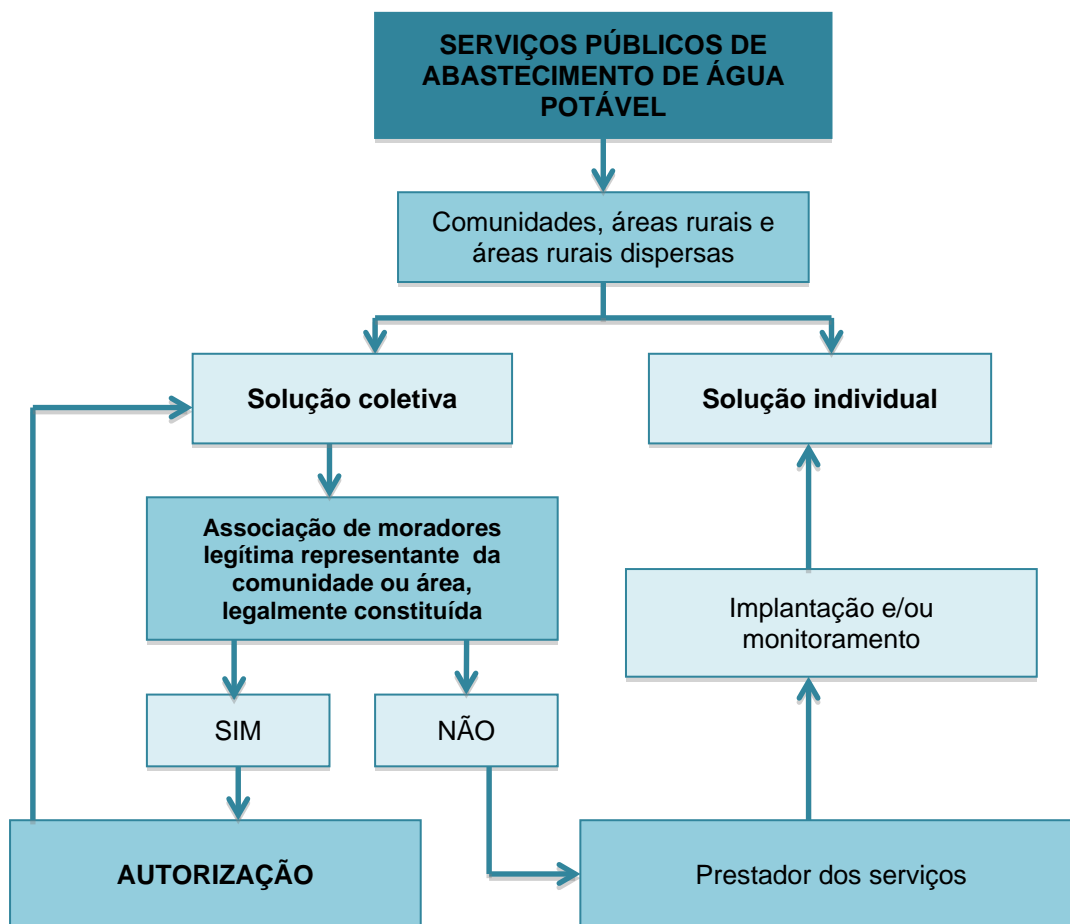 SERVIÇOS PÚBLICOS DE
ABASTECIMENTO DE ÁGUA
POTÁVEL
Comunidades, áreas rurais e
áreas rurais dispersas
Solução coletiva
Solução individual
Associação de moradores
legítima representante da
comunidade ou área,
legalmente constituída
Implantação e/ou
monitoramento
SIM
NÃO
AUTORIZAÇÃO
Prestador dos serviços